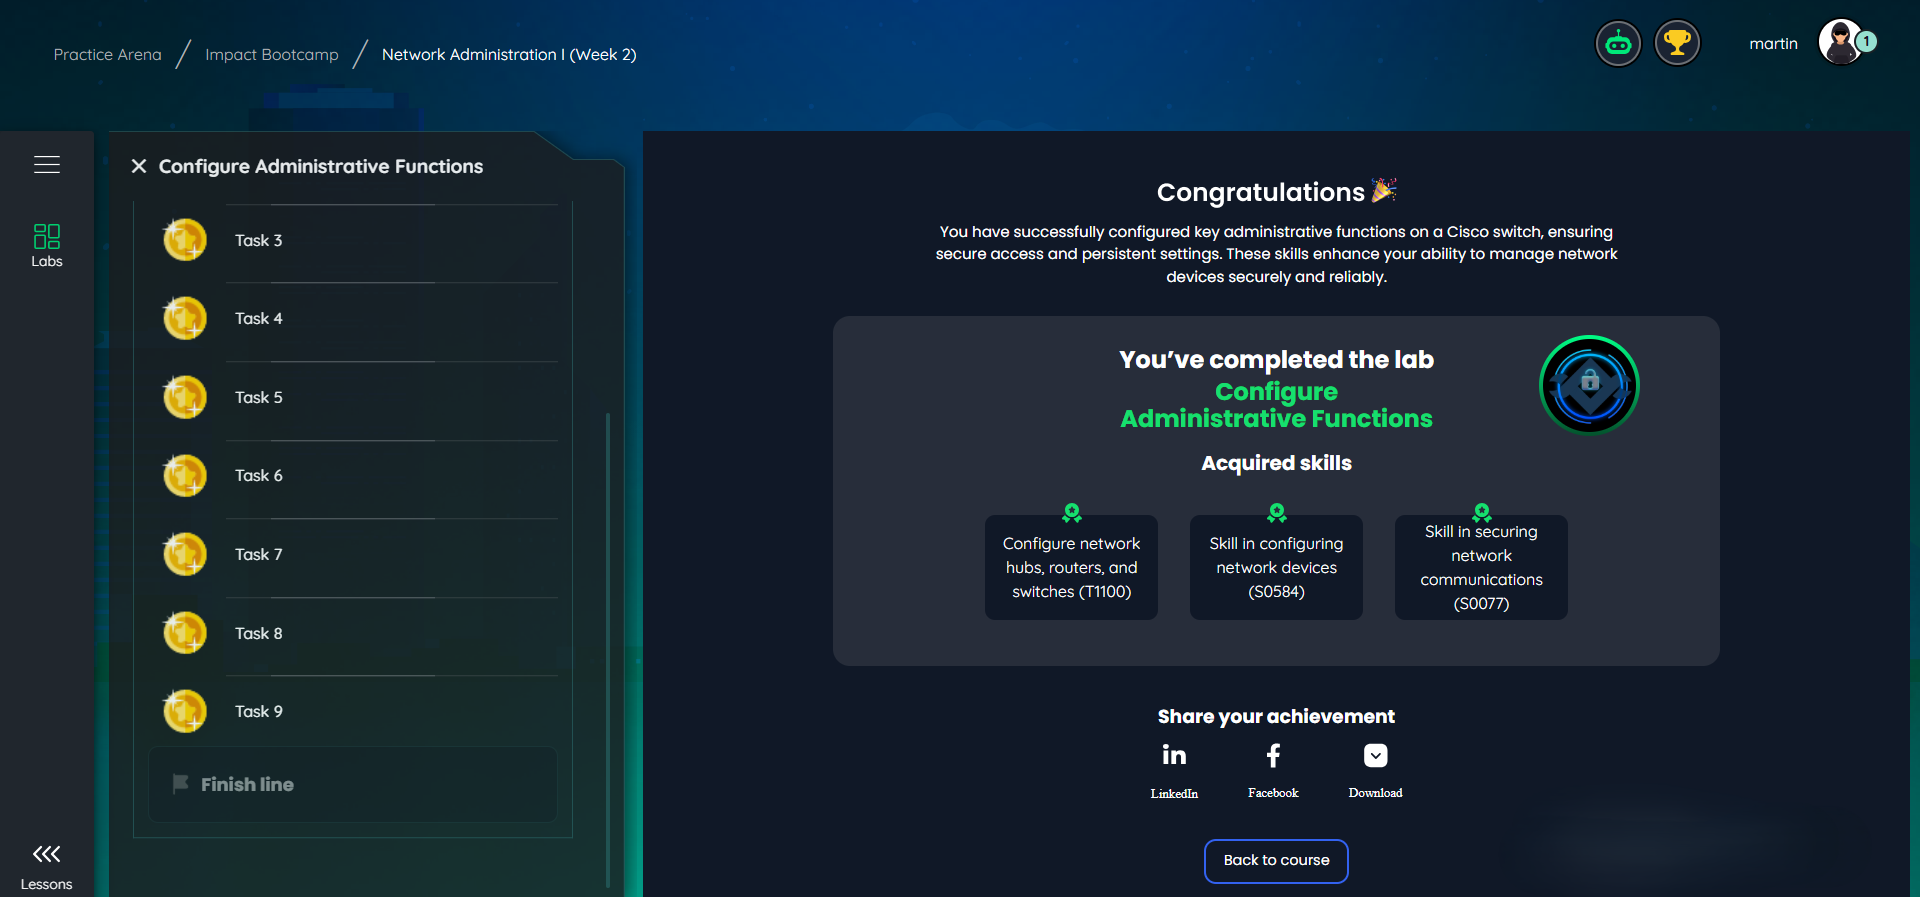 Practice Arena / Impact Bootcamp / Network Administration I (Week 2)
martin
1
Labs
Lessons
Configure Administrative Functions
Task 3
Task 4
Task 5
Task 6
Task 7
Task 8
Task 9
Finish line
Congratulations 🎉
You have successfully configured key administrative functions on a Cisco switch, ensuring
secure access and persistent settings. These skills enhance your ability to manage network
devices securely and reliably.
You’ve completed the lab
Configure
Administrative Functions
Acquired skills
Configure network
hubs, routers, and
switches (T1100)
Skill in configuring
network devices
(S0584)
Skill in securing
network
communications
(S0077)
Share your achievement
LinkedIn
Facebook
Download
Back to course